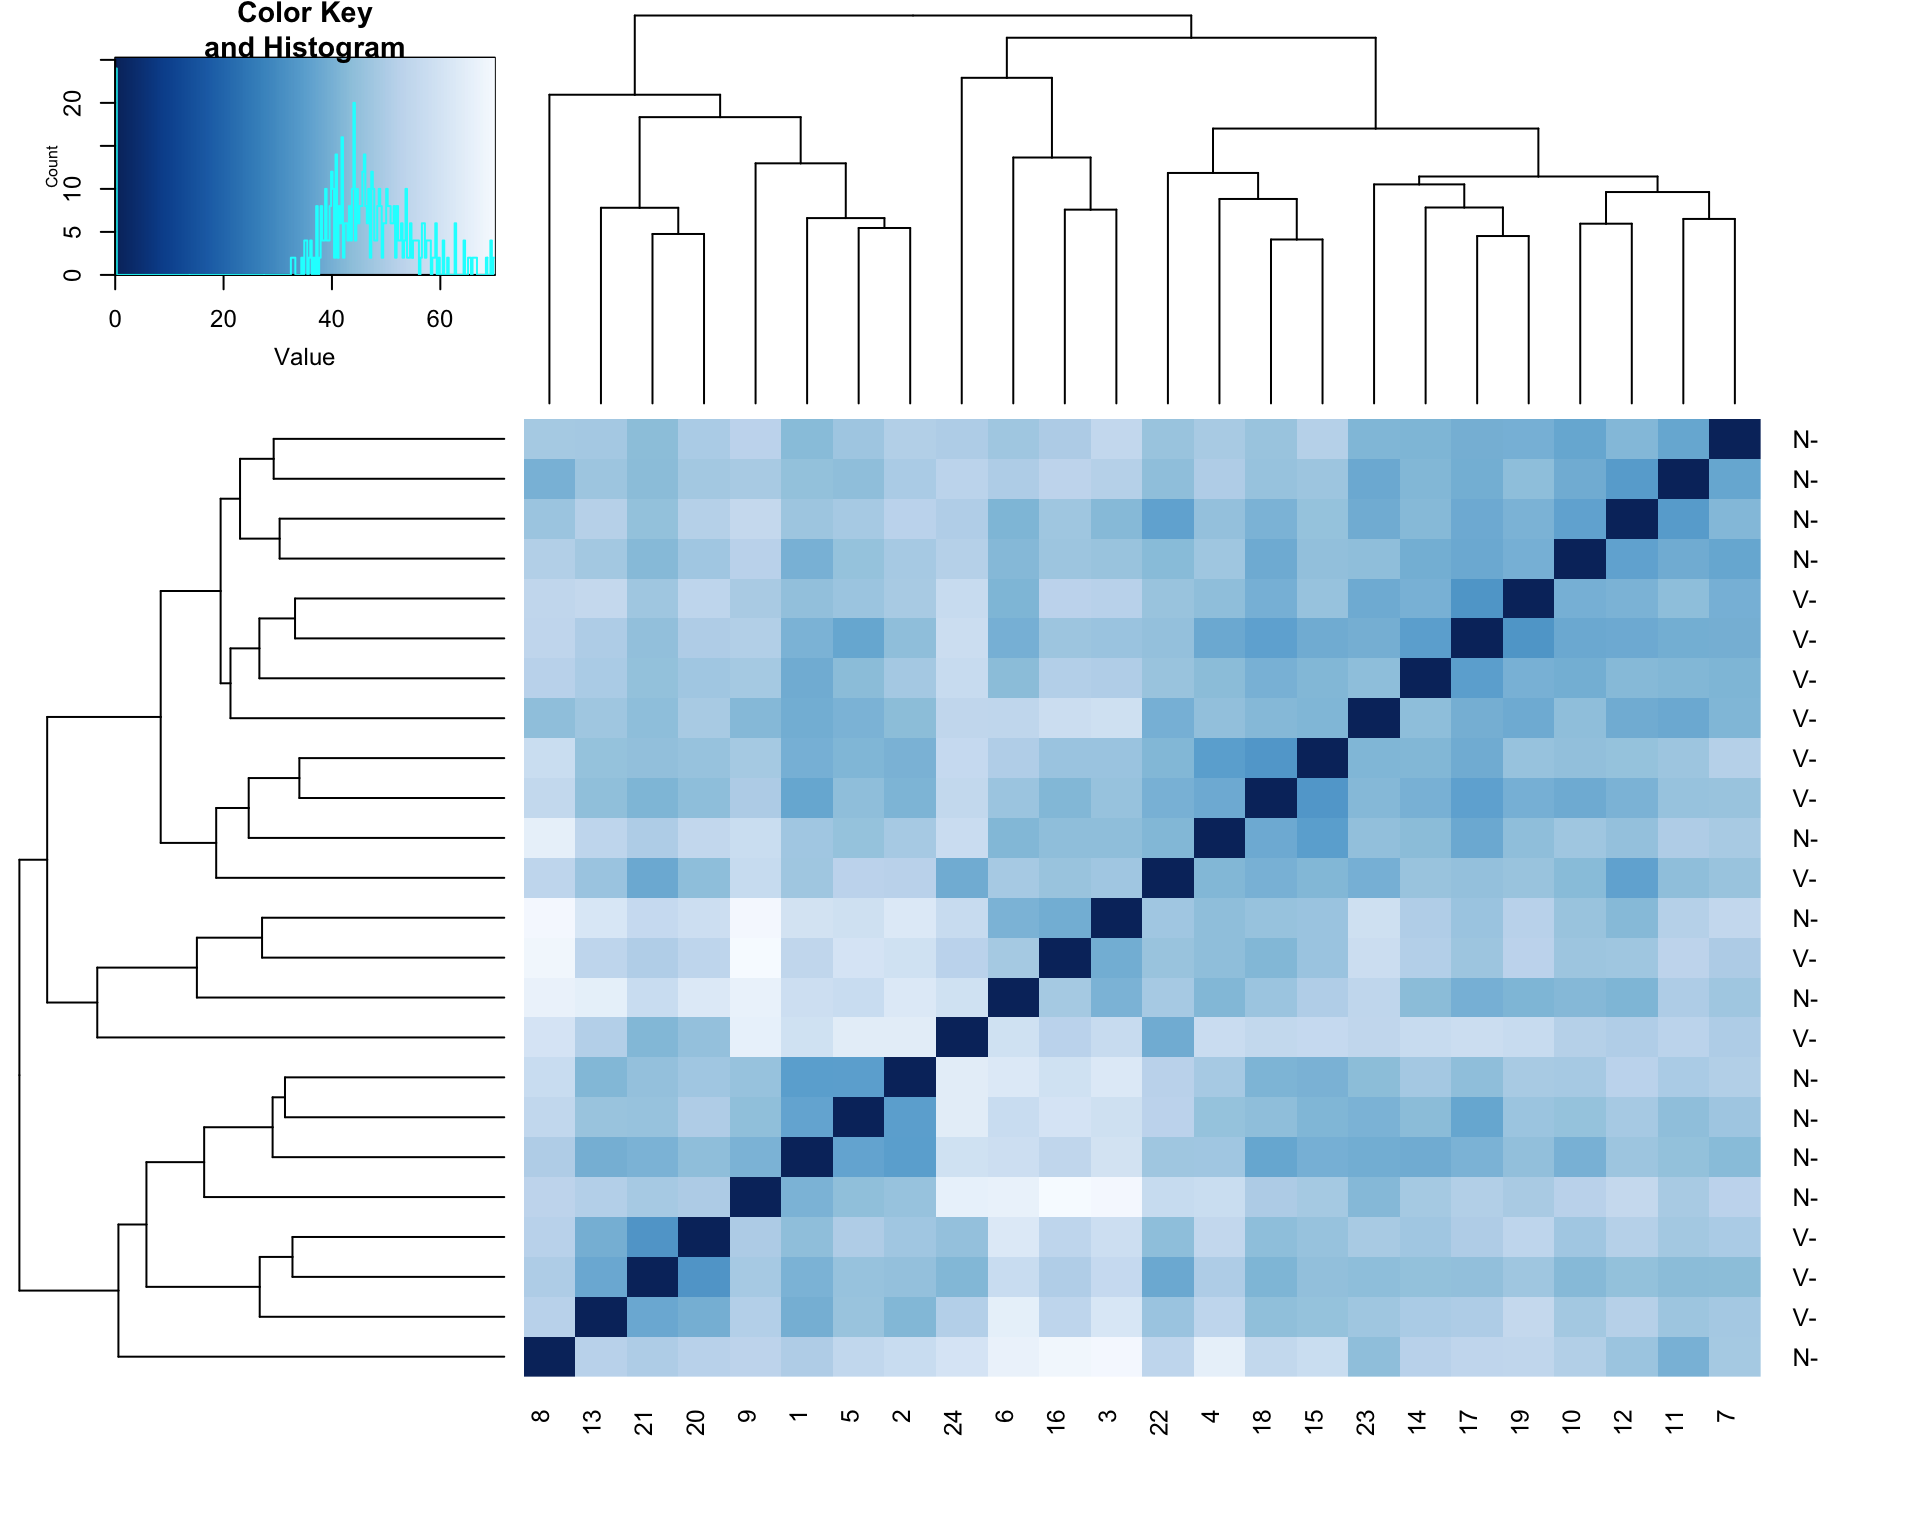 Color Key
and Histogram
Count
0 5 10 20
0 20 40 60
Value
N-
N-
N-
N-
V-
V-
V-
V-
V-
V-
N-
V-
N-
V-
N-
V-
N-
N-
N-
N-
V-
V-
V-
N-
8 13 21 20 9 1 5 2 24 6 16 3 22 4 18 15 23 14 17 19 10 12 11 7